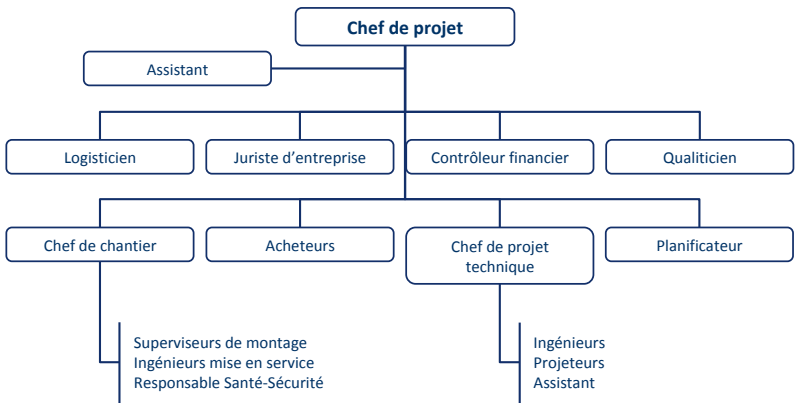 Chef de projet
Assistant
Logisticien
Juriste d’entreprise
Contrôleur financier
Qualiticien
Chef de chantier
Acheteurs
Chef de projet
technique
Planificateur
Superviseurs de montage
Ingénieurs mise en service
Responsable Santé-Sécurité
Ingénieurs
Projeteurs
Assistant